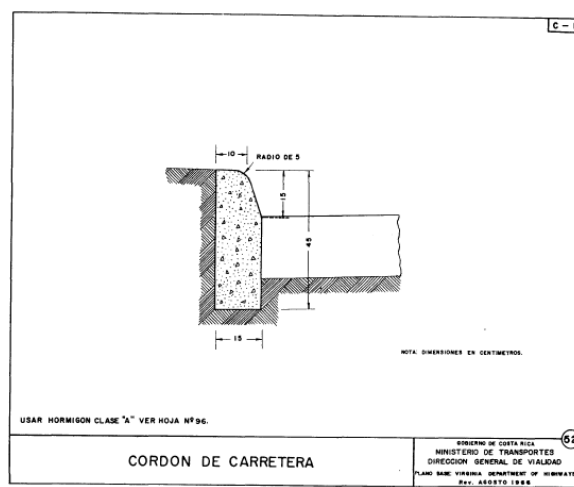 C -
10
RADIO DE 5
15
45
15
NOTA: DIMENSIONES EN CENTIMETROS.
USAR HORMIGON CLASE "A" VER HOJA Nº 96.
52
CORDON DE CARRETERA
GOBIERNO DE COSTA RICA
MINISTERIO DE TRANSPORTES
DIRECCION GENERAL DE VIALIDAD
PLANO BASE VIRGINIA DEPARTMENT OF HIGHWAYS
Rev. AGOSTO 1966